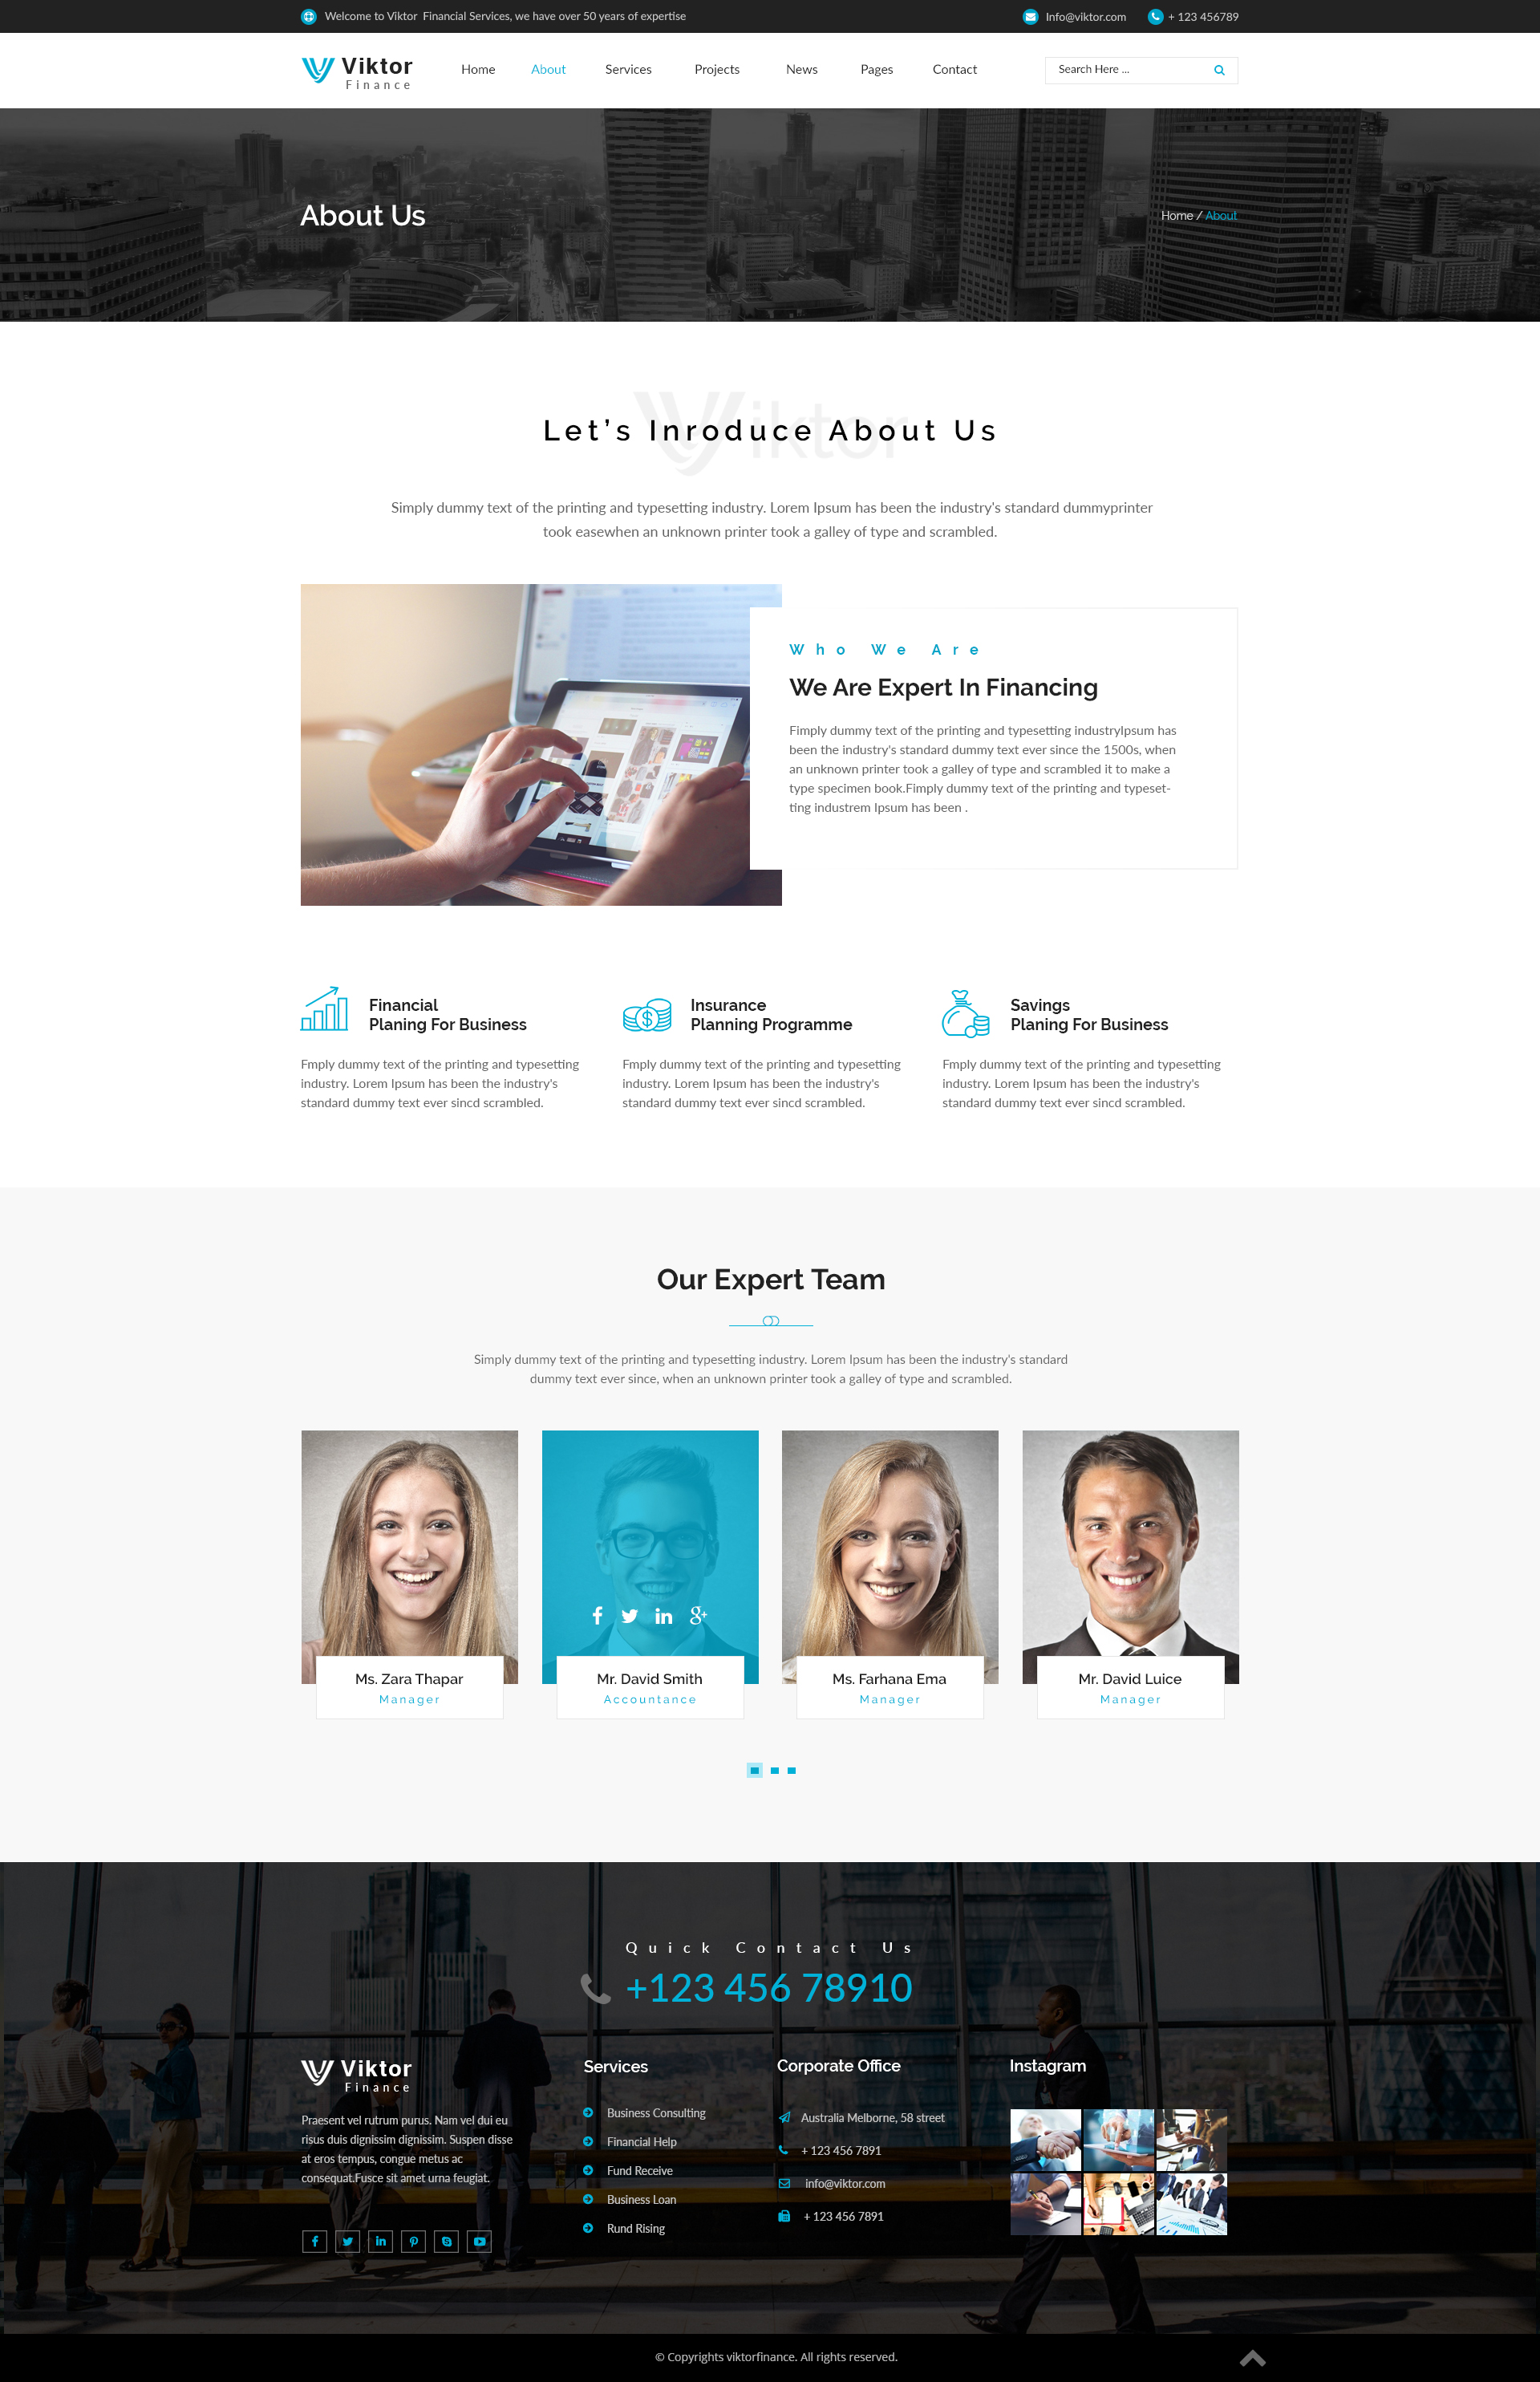 Welcome to Viktor  Financial Services, we have over 50 years of expertise
Info@viktor.com
+ 123 456789
Viktor
Finance
Home
About
Services
Projects
News
Pages
Contact
Search Here ...
About Us
Home / About
Viktor
Let’s Inroduce About Us
Simply dummy text of the printing and typesetting industry. Lorem Ipsum has been the industry's standard dummyprinter
took easewhen an unknown printer took a galley of type and scrambled.
Who We Are
We Are Expert In Financing
Fimply dummy text of the printing and typesetting industryIpsum has
been the industry's standard dummy text ever since the 1500s, when
an unknown printer took a galley of type and scrambled it to make a
type specimen book.Fimply dummy text of the printing and typeset-
ting industrem Ipsum has been .
Financial
Planing For Business
Fmply dummy text of the printing and typesetting
industry. Lorem Ipsum has been the industry's
standard dummy text ever sincd scrambled.
Insurance
Planning Programme
Fmply dummy text of the printing and typesetting
industry. Lorem Ipsum has been the industry's
standard dummy text ever sincd scrambled.
Savings
Planing For Business
Fmply dummy text of the printing and typesetting
industry. Lorem Ipsum has been the industry's
standard dummy text ever sincd scrambled.
Our Expert Team
Simply dummy text of the printing and typesetting industry. Lorem Ipsum has been the industry's standard
dummy text ever since, when an unknown printer took a galley of type and scrambled.
Ms. Zara Thapar
Manager
Mr. David Smith
Accountance
Ms. Farhana Ema
Manager
Mr. David Luice
Manager
Quick Contact Us
+123 456 78910
Viktor
Finance
Praesent vel rutrum purus. Nam vel dui eu
risus duis dignissim dignissim. Suspen disse
at eros tempus, congue metus ac
consequat.Fusce sit amet urna feugiat.
Services
Business Consulting
Financial Help
Fund Receive
Business Loan
Rund Rising
Corporate Office
Australia Melborne, 58 street
+ 123 456 7891
info@viktor.com
+ 123 456 7891
Instagram
© Copyrights viktorfinance. All rights reserved.